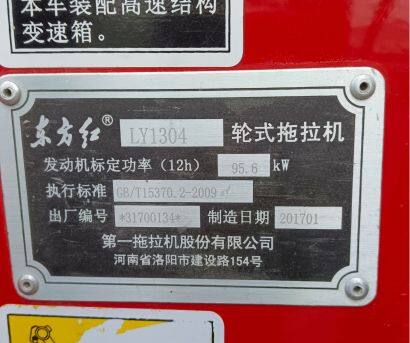 本车装配高速结构
变速箱。
东方红® LY1304 轮式拖拉机
发动机标定功率（12h） 95.6 kW
执行标准 GB/T15370.2-2009
出厂编号 *31700134* 制造日期 201701
第一拖拉机股份有限公司
河南省洛阳市建设路154号